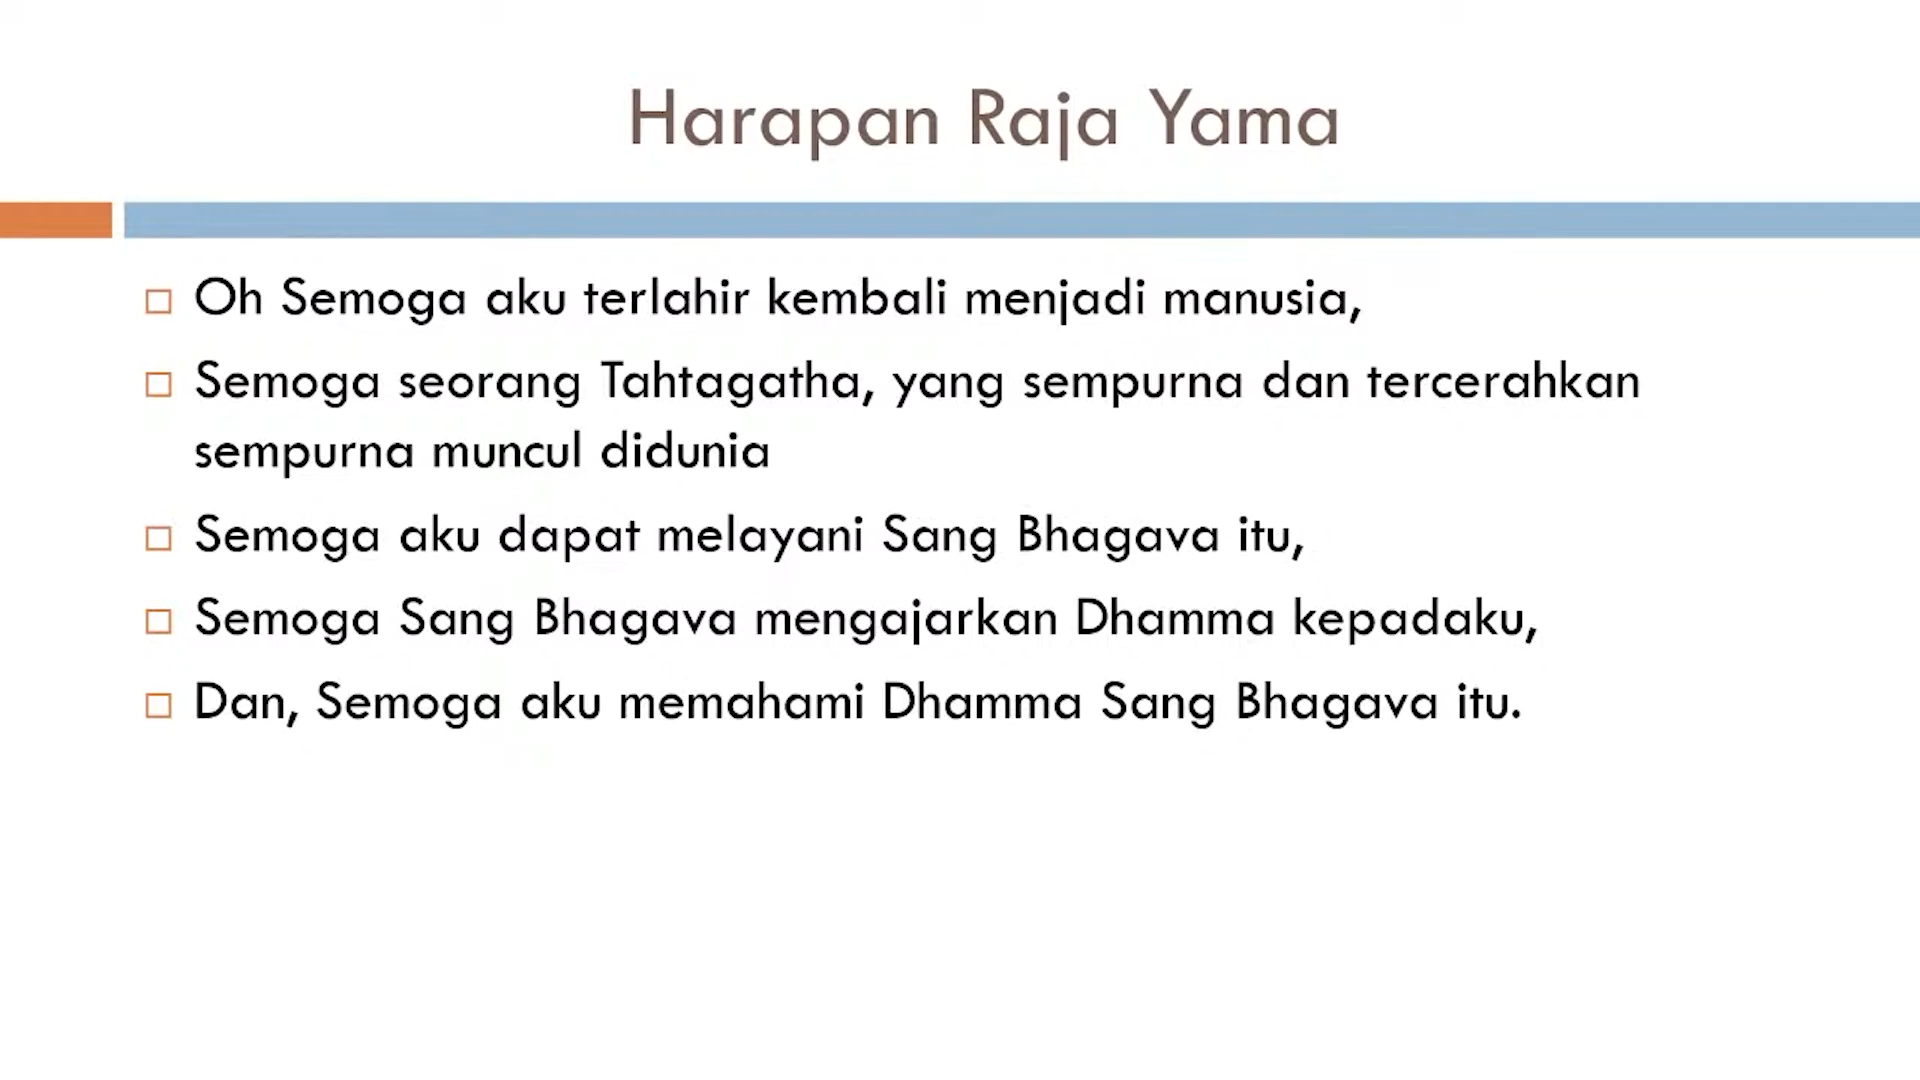 Harapan Raja Yama
Oh Semoga aku terlahir kembali menjadi manusia,
Semoga seorang Tahtagatha, yang sempurna dan tercerahkan
sempurna muncul didunia
Semoga aku dapat melayani Sang Bhagava itu,
Semoga Sang Bhagava mengajarkan Dhamma kepadaku,
Dan, Semoga aku memahami Dhamma Sang Bhagava itu.